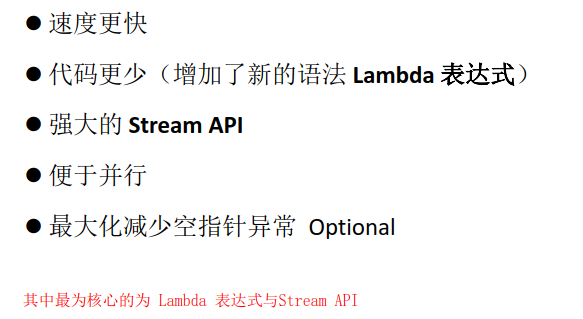 ● 速度更快
● 代码更少（增加了新的语法 Lambda 表达式）
● 强大的 Stream API
● 便于并行
● 最大化减少空指针异常 Optional
其中最为核心的为 Lambda 表达式与Stream API